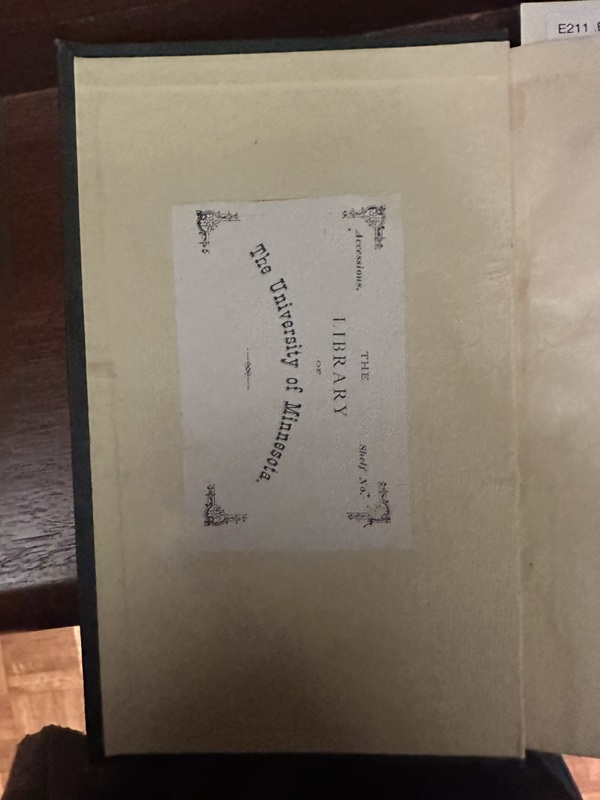 E211
Accessions. Shelf No.
THE
LIBRARY
OF
The University of Minnesota.